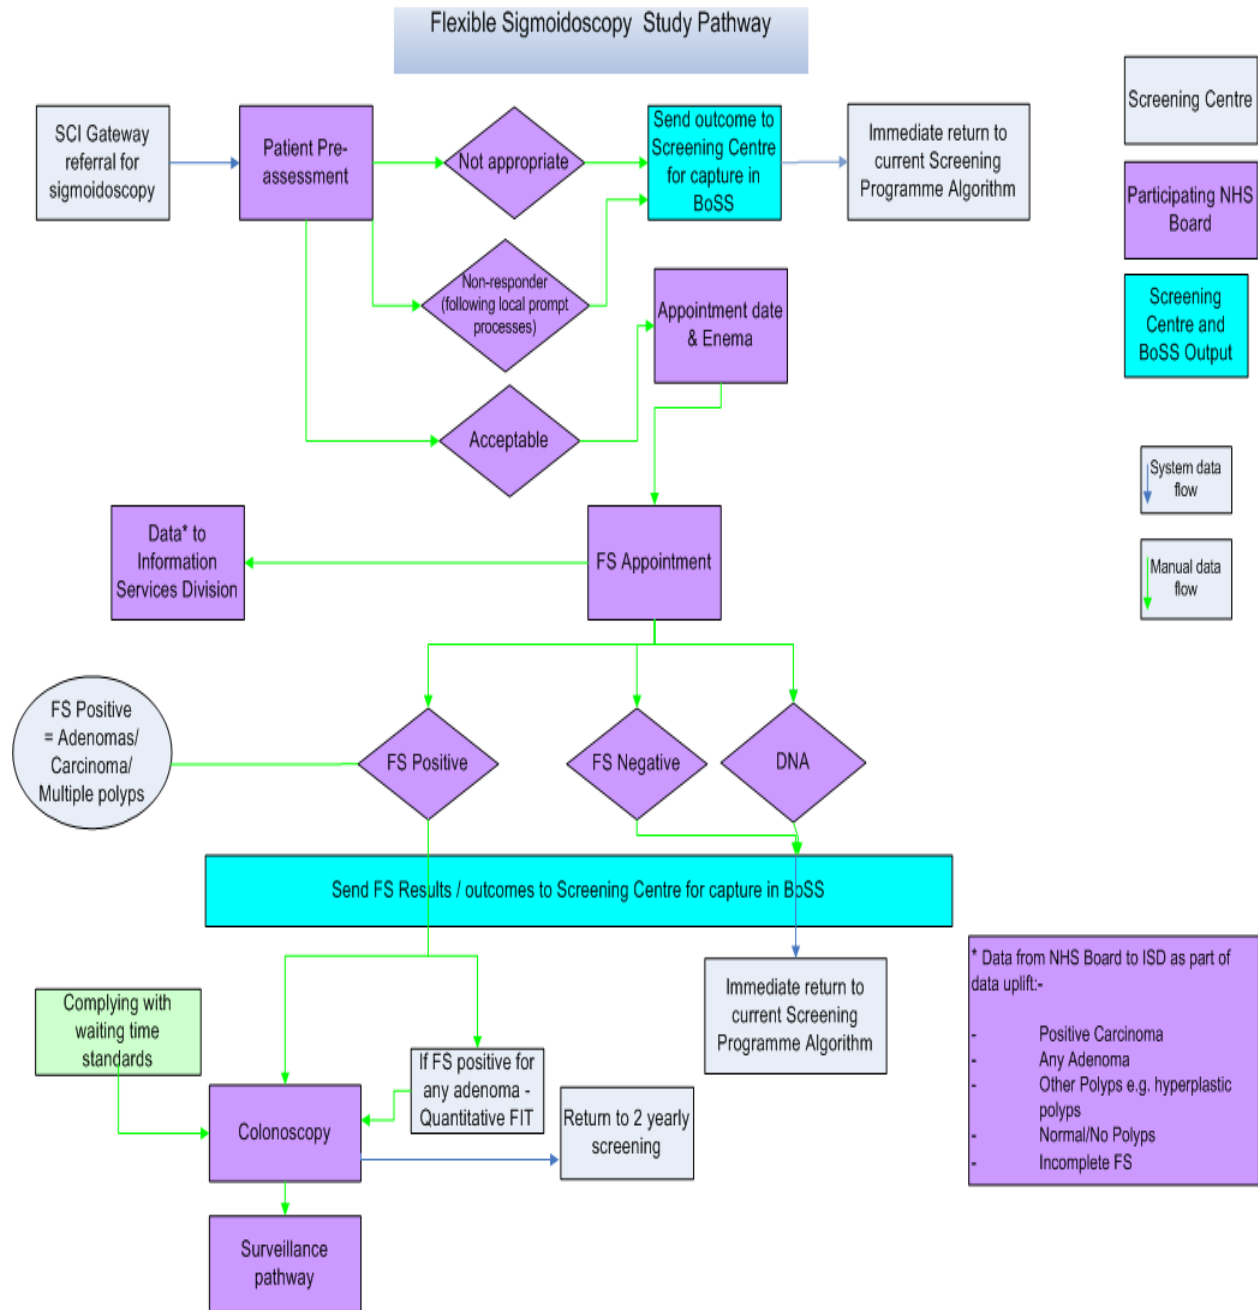 Flexible Sigmoidoscopy Study Pathway
SCI Gateway
referral for
sigmoidoscopy
Patient Pre-
assessment
Not appropriate
Send outcome to
Screening Centre
for capture in
BoSS
Immediate return to
current Screening
Programme Algorithm
Screening Centre
Participating NHS
Board
Screening
Centre and
BoSS Output
Non-responder
(following local prompt
processes)
Appointment date
& Enema
Acceptable
System data
flow
Manual data
flow
Data* to
Information
Services Division
FS Appointment
FS Positive
= Adenomas/
Carcinoma/
Multiple polyps
FS Positive
FS Negative
DNA
Send FS Results / outcomes to Screening Centre for capture in BoSS
Immediate return to
current Screening
Programme Algorithm
* Data from NHS Board to ISD as part of
data uplift:-
- Positive Carcinoma
- Any Adenoma
- Other Polyps e.g. hyperplastic
polyps
- Normal/No Polyps
- Incomplete FS
Complying with
waiting time
standards
If FS positive for
any adenoma -
Quantitative FIT
Colonoscopy
Return to 2 yearly
screening
Surveillance
pathway